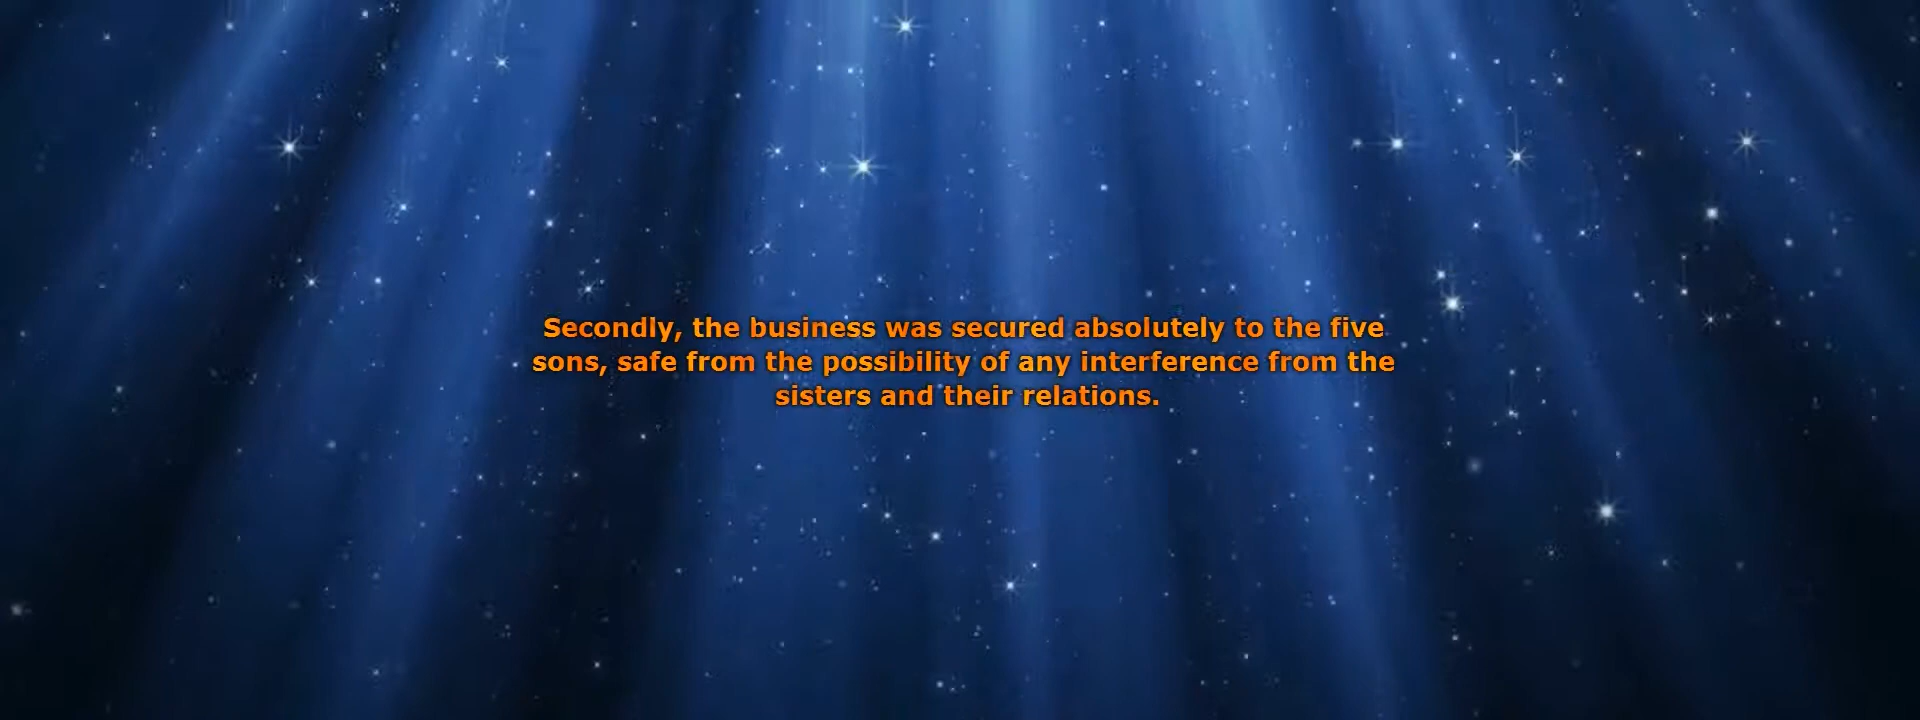 Secondly, the business was secured absolutely to the five
sons, safe from the possibility of any interference from the
sisters and their relations.